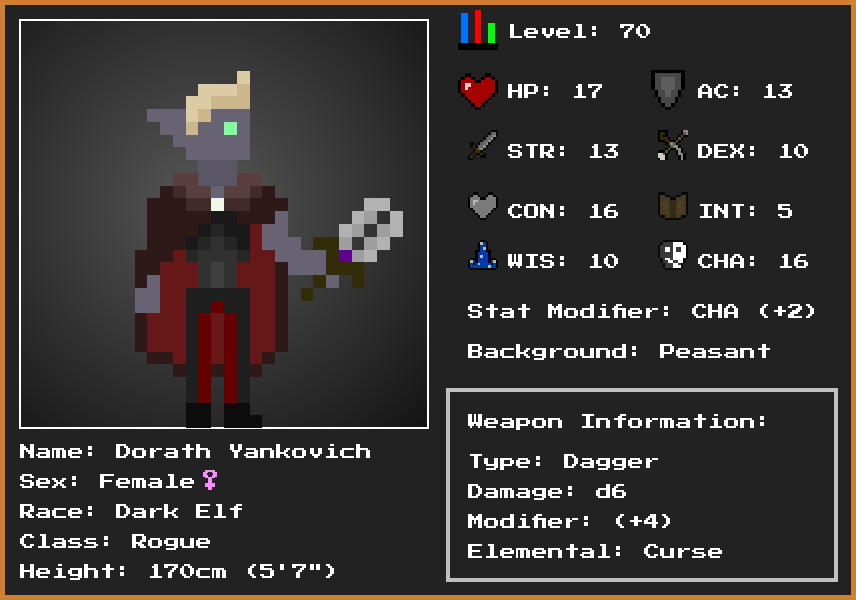 Level: 70
HP: 17
AC: 13
STR: 13
DEX: 10
CON: 16
INT: 5
WIS: 10
CHA: 16
Stat Modifier: CHA (+2)
Background: Peasant
Name: Dorath Yankovich
Sex: Female♀
Race: Dark Elf
Class: Rogue
Height: 170cm (5'7")
Weapon Information:
Type: Dagger
Damage: d6
Modifier: (+4)
Elemental: Curse